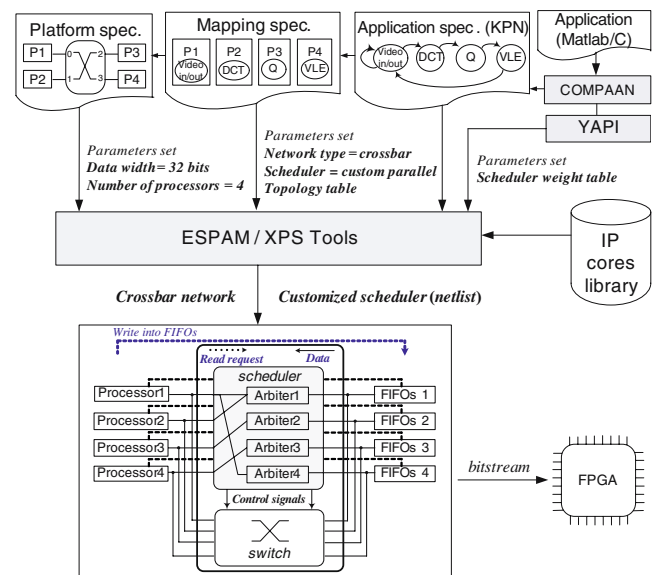 Platform spec.
P1
P2
0
1
2
3
P3
P4
Mapping spec.
P1 P2 P3 P4
Video in/out
DCT
Q
VLE
Application spec. (KPN)
Video in/out
DCT
Q
VLE
Application
(Matlab/C)
COMPAAN
YAPI
Parameters set
Data width= 32 bits
Number of processors = 4
Parameters set
Network type = crossbar
Scheduler = custom parallel
Topology table
Parameters set
Scheduler weight table
ESPAM / XPS Tools
IP
cores
library
Crossbar network
Customized scheduler (netlist)
Write into FIFOs
Read request
Data
scheduler
Processor1
Arbiter1
FIFOs 1
Processor2
Arbiter2
FIFOs 2
Processor3
Arbiter3
FIFOs 3
Processor4
Arbiter4
FIFOs 4
Control signals
switch
bitstream
FPGA